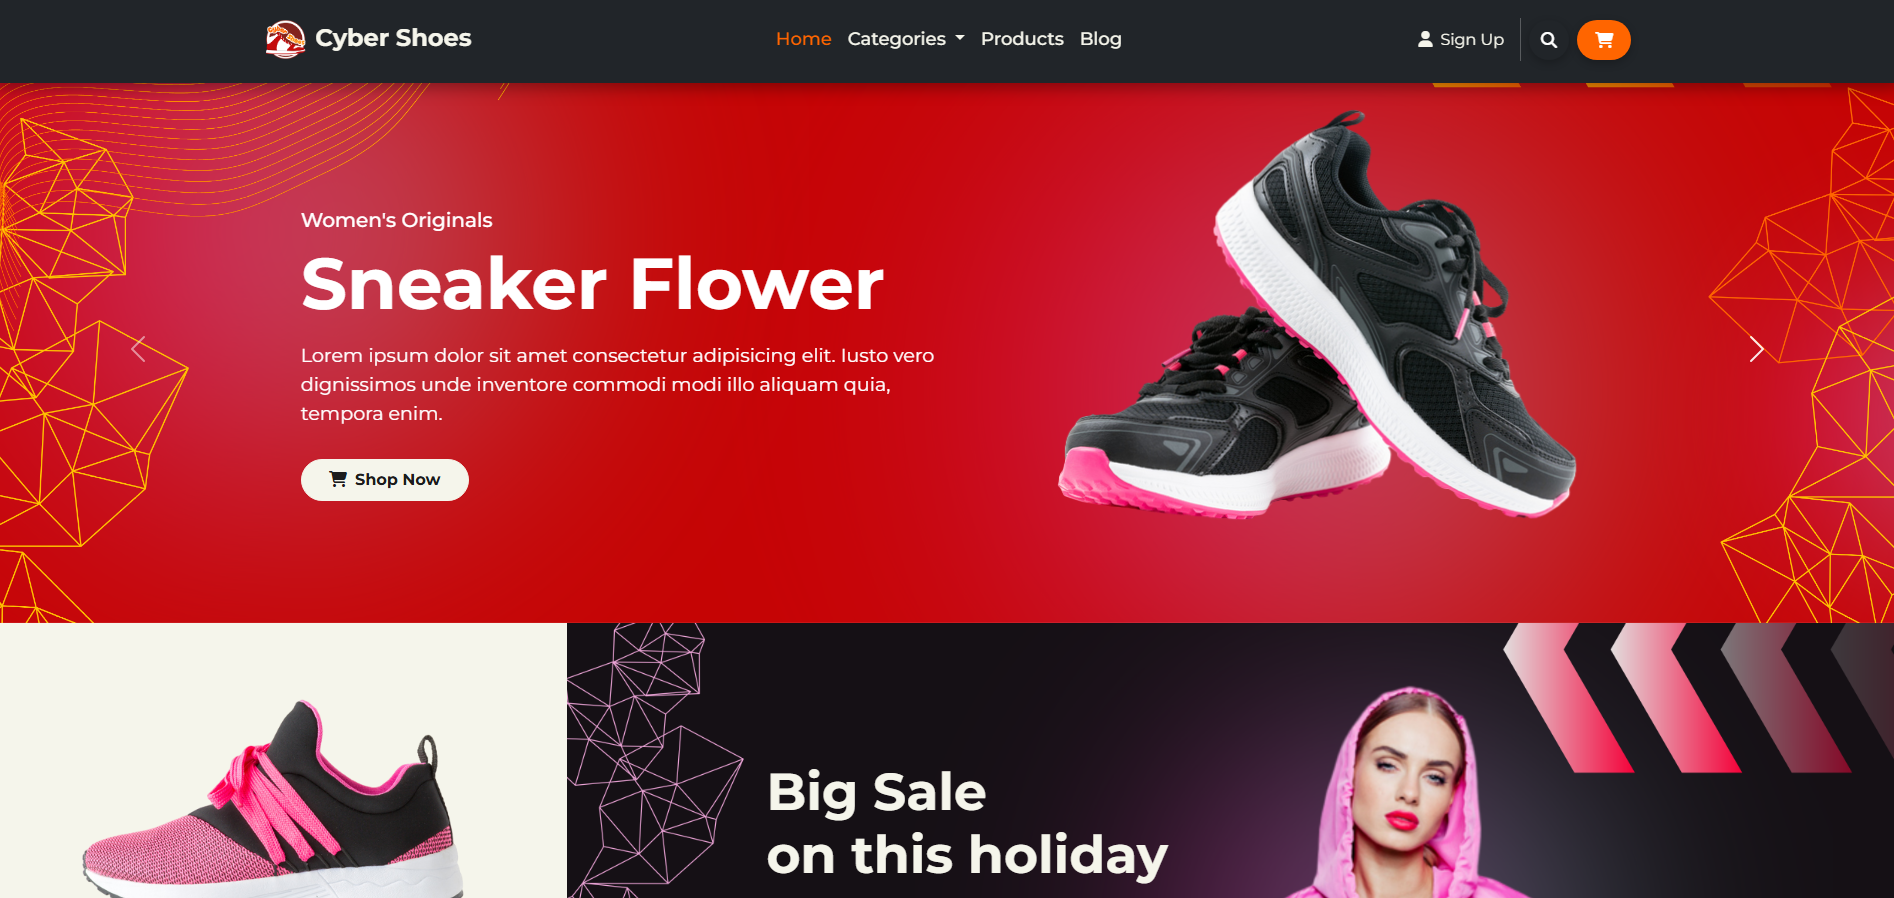 Cyber Shoes
Home Categories Products Blog
Sign Up
Women's Originals
Sneaker Flower
Lorem ipsum dolor sit amet consectetur adipisicing elit. Iusto vero
dignissimos unde inventore commodi modi illo aliquam quia,
tempora enim.
Shop Now
Big Sale
on this holiday